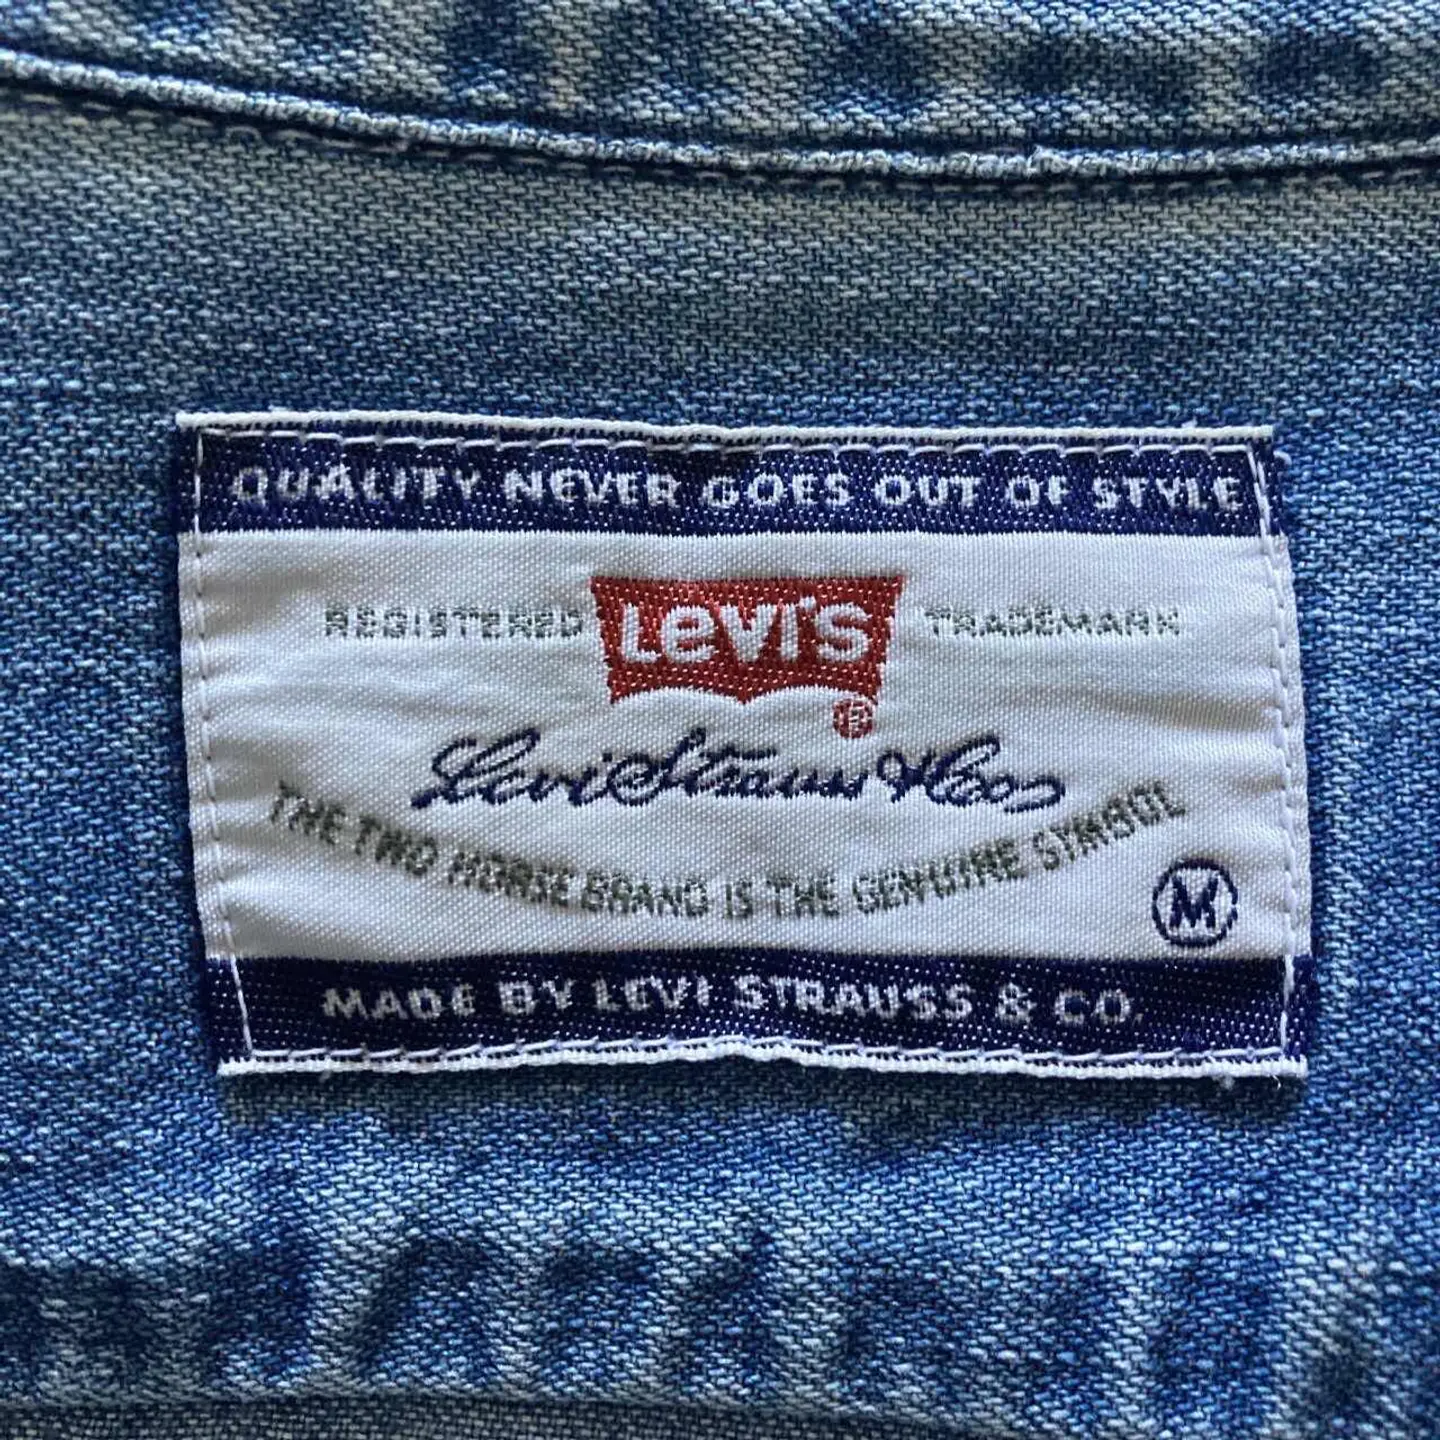 QUALITY NEVER GOES OUT OF STYLE
REGISTERED Levi's ® TRADEMARK
Levi Strauss & Co
THE TWO HORSE BRAND IS THE GENUINE SYMBOL
M
MADE BY LEVI STRAUSS & CO.